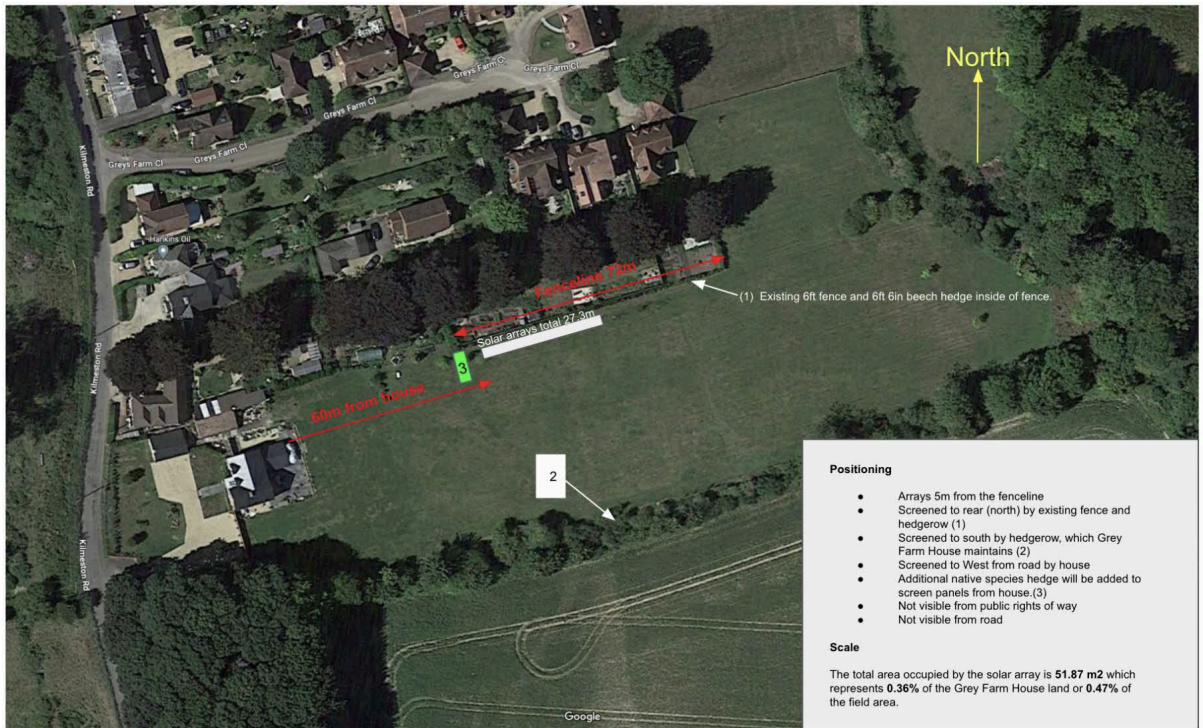 North
Greys Farm Cl
Greys Farm Cl
Greys Farm Cl
Greys Farm Cl
Greys Farm Cl
Kilmeston Rd
Hankins Oil
Fenceline 72m
(1) Existing 6ft fence and 6ft 6in beech hedge inside of fence.
Solar arrays total 27.3m
Kilmeston Rd
3
60m from house
2
Kilmeston Rd
Positioning
● Arrays 5m from the fenceline
● Screened to rear (north) by existing fence and
hedgerow (1)
● Screened to south by hedgerow, which Grey
Farm House maintains (2)
● Screened to West from road by house
● Additional native species hedge will be added to
screen panels from house.(3)
● Not visible from public rights of way
● Not visible from road
Scale
The total area occupied by the solar array is 51.87 m2 which
represents 0.36% of the Grey Farm House land or 0.47% of
the field area.
Google